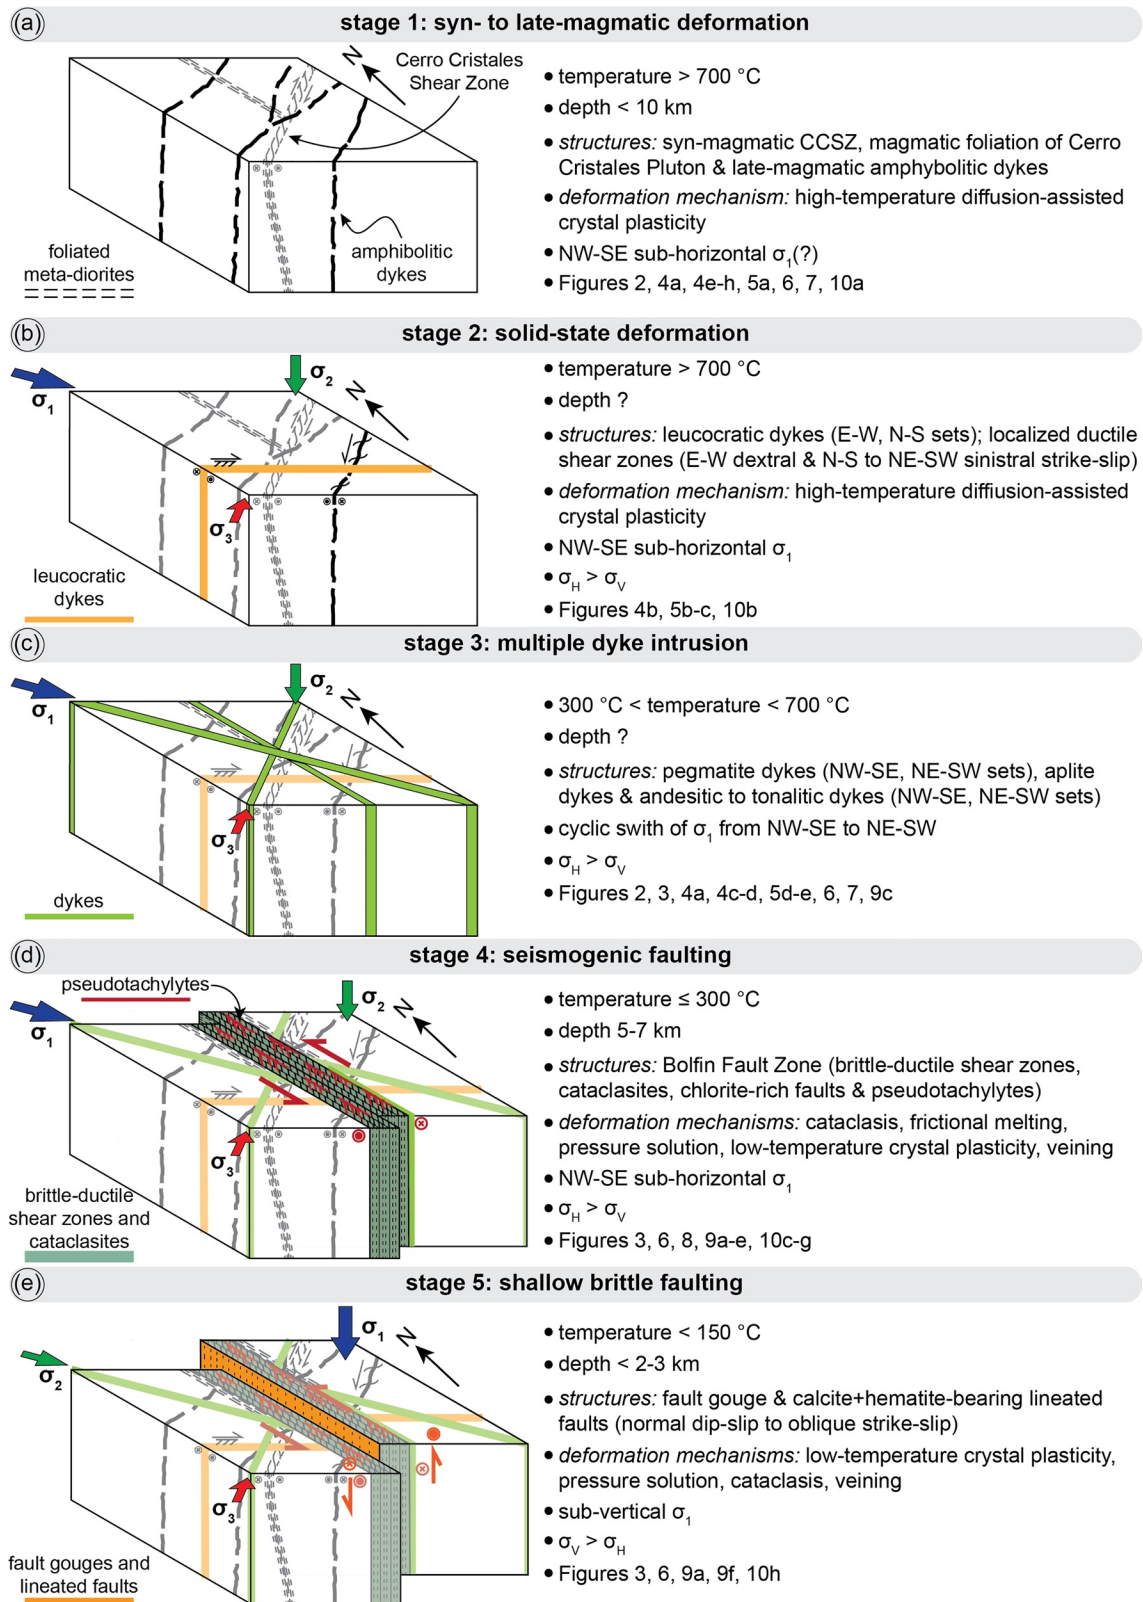 (a)
stage 1: syn- to late-magmatic deformation
N
Cerro Cristales
Shear Zone
amphibolitic
dykes
foliated
meta-diorites
• temperature > 700 °C
• depth < 10 km
• structures: syn-magmatic CCSZ, magmatic foliation of Cerro
Cristales Pluton & late-magmatic amphybolitic dykes
• deformation mechanism: high-temperature diffusion-assisted
crystal plasticity
• NW-SE sub-horizontal σ1(?)
• Figures 2, 4a, 4e-h, 5a, 6, 7, 10a
(b)
stage 2: solid-state deformation
σ1
σ2
N
σ3
leucocratic
dykes
• temperature > 700 °C
• depth ?
• structures: leucocratic dykes (E-W, N-S sets); localized ductile
shear zones (E-W dextral & N-S to NE-SW sinistral strike-slip)
• deformation mechanism: high-temperature diffiusion-assisted
crystal plasticity
• NW-SE sub-horizontal σ1
• σH > σV
• Figures 4b, 5b-c, 10b
(c)
stage 3: multiple dyke intrusion
σ1
σ2
N
σ3
dykes
• 300 °C < temperature < 700 °C
• depth ?
• structures: pegmatite dykes (NW-SE, NE-SW sets), aplite
dykes & andesitic to tonalitic dykes (NW-SE, NE-SW sets)
• cyclic swith of σ1 from NW-SE to NE-SW
• σH > σV
• Figures 2, 3, 4a, 4c-d, 5d-e, 6, 7, 9c
(d)
stage 4: seismogenic faulting
pseudotachylytes
σ1
σ2
N
σ3
brittle-ductile
shear zones and
cataclasites
• temperature ≤ 300 °C
• depth 5-7 km
• structures: Bolfin Fault Zone (brittle-ductile shear zones,
cataclasites, chlorite-rich faults & pseudotachylytes)
• deformation mechanisms: cataclasis, frictional melting,
pressure solution, low-temperature crystal plasticity, veining
• NW-SE sub-horizontal σ1
• σH > σV
• Figures 3, 6, 8, 9a-e, 10c-g
(e)
stage 5: shallow brittle faulting
σ1
N
σ2
σ3
fault gouges and
lineated faults
• temperature < 150 °C
• depth < 2-3 km
• structures: fault gouge & calcite+hematite-bearing lineated
faults (normal dip-slip to oblique strike-slip)
• deformation mechanisms: low-temperature crystal plasticity,
pressure solution, cataclasis, veining
• sub-vertical σ1
• σV > σH
• Figures 3, 6, 9a, 9f, 10h